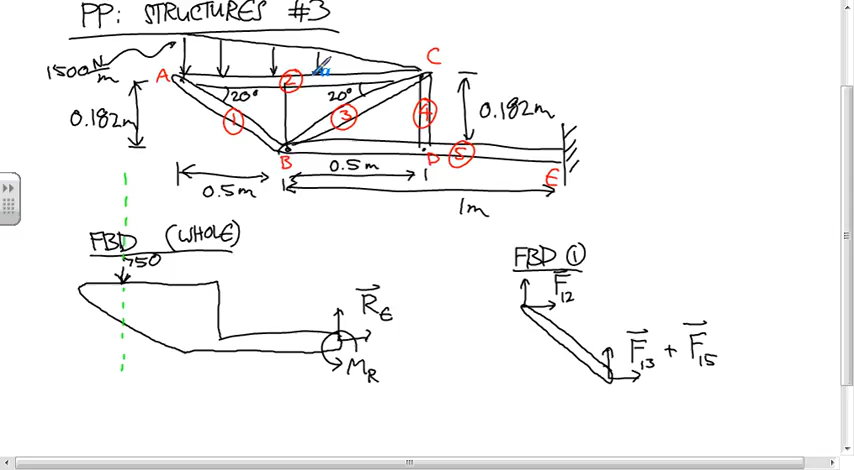 PP: STRUCTURES #3
1500 N/m
A
2
C
20°
20°
0.182m
1
3
4
0.182m
B
D
5
E
0.5m
0.5m
1m
FBD (WHOLE)
750
R_E
M_R
FBD ①
F_12
F_13 + F_15